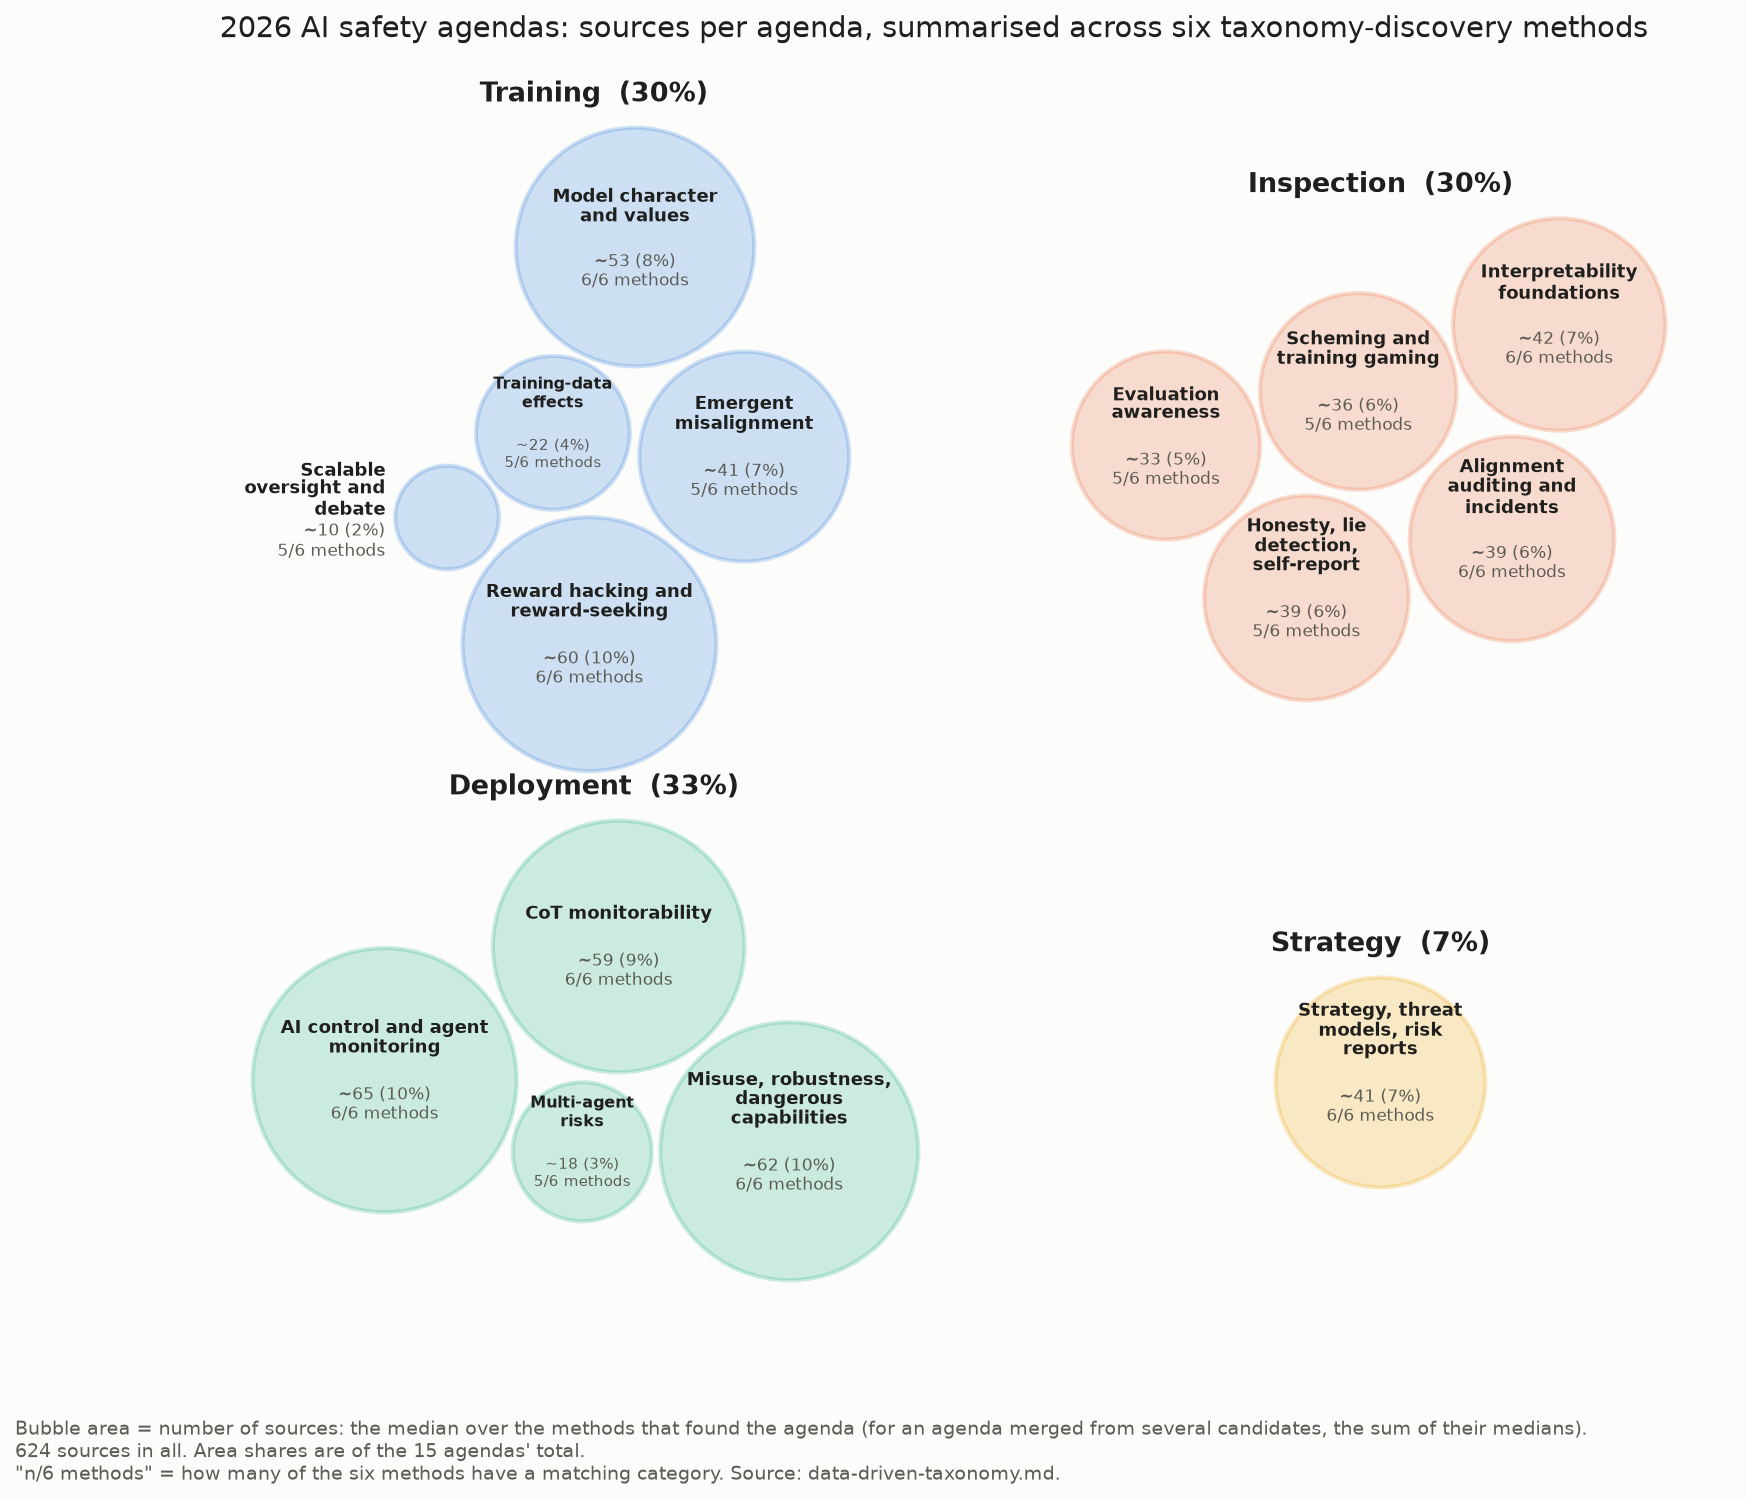 2026 AI safety agendas: sources per agenda, summarised across six taxonomy-discovery methods
Training (30%)
Model character
and values
~53 (8%)
6/6 methods
Training-data
effects
~22 (4%)
5/6 methods
Emergent
misalignment
~41 (7%)
5/6 methods
Scalable
oversight and
debate
~10 (2%)
5/6 methods
Reward hacking and
reward-seeking
~60 (10%)
6/6 methods
Inspection (30%)
Interpretability
foundations
~42 (7%)
6/6 methods
Scheming and
training gaming
~36 (6%)
5/6 methods
Evaluation
awareness
~33 (5%)
5/6 methods
Alignment
auditing and
incidents
~39 (6%)
6/6 methods
Honesty, lie
detection,
self-report
~39 (6%)
5/6 methods
Deployment (33%)
CoT monitorability
~59 (9%)
6/6 methods
AI control and agent
monitoring
~65 (10%)
6/6 methods
Multi-agent
risks
~18 (3%)
5/6 methods
Misuse, robustness,
dangerous
capabilities
~62 (10%)
6/6 methods
Strategy (7%)
Strategy, threat
models, risk
reports
~41 (7%)
6/6 methods
Bubble area = number of sources: the median over the methods that found the agenda (for an agenda merged from several candidates, the sum of their medians).
624 sources in all. Area shares are of the 15 agendas' total.
"n/6 methods" = how many of the six methods have a matching category. Source: data-driven-taxonomy.md.